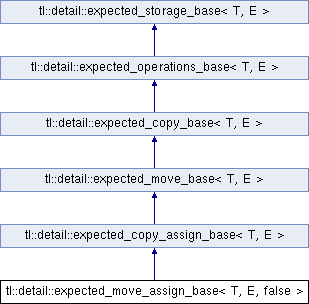 tl::detail::expected_storage_base< T, E >
tl::detail::expected_operations_base< T, E >
tl::detail::expected_copy_base< T, E >
tl::detail::expected_move_base< T, E >
tl::detail::expected_copy_assign_base< T, E >
tl::detail::expected_move_assign_base< T, E, false >